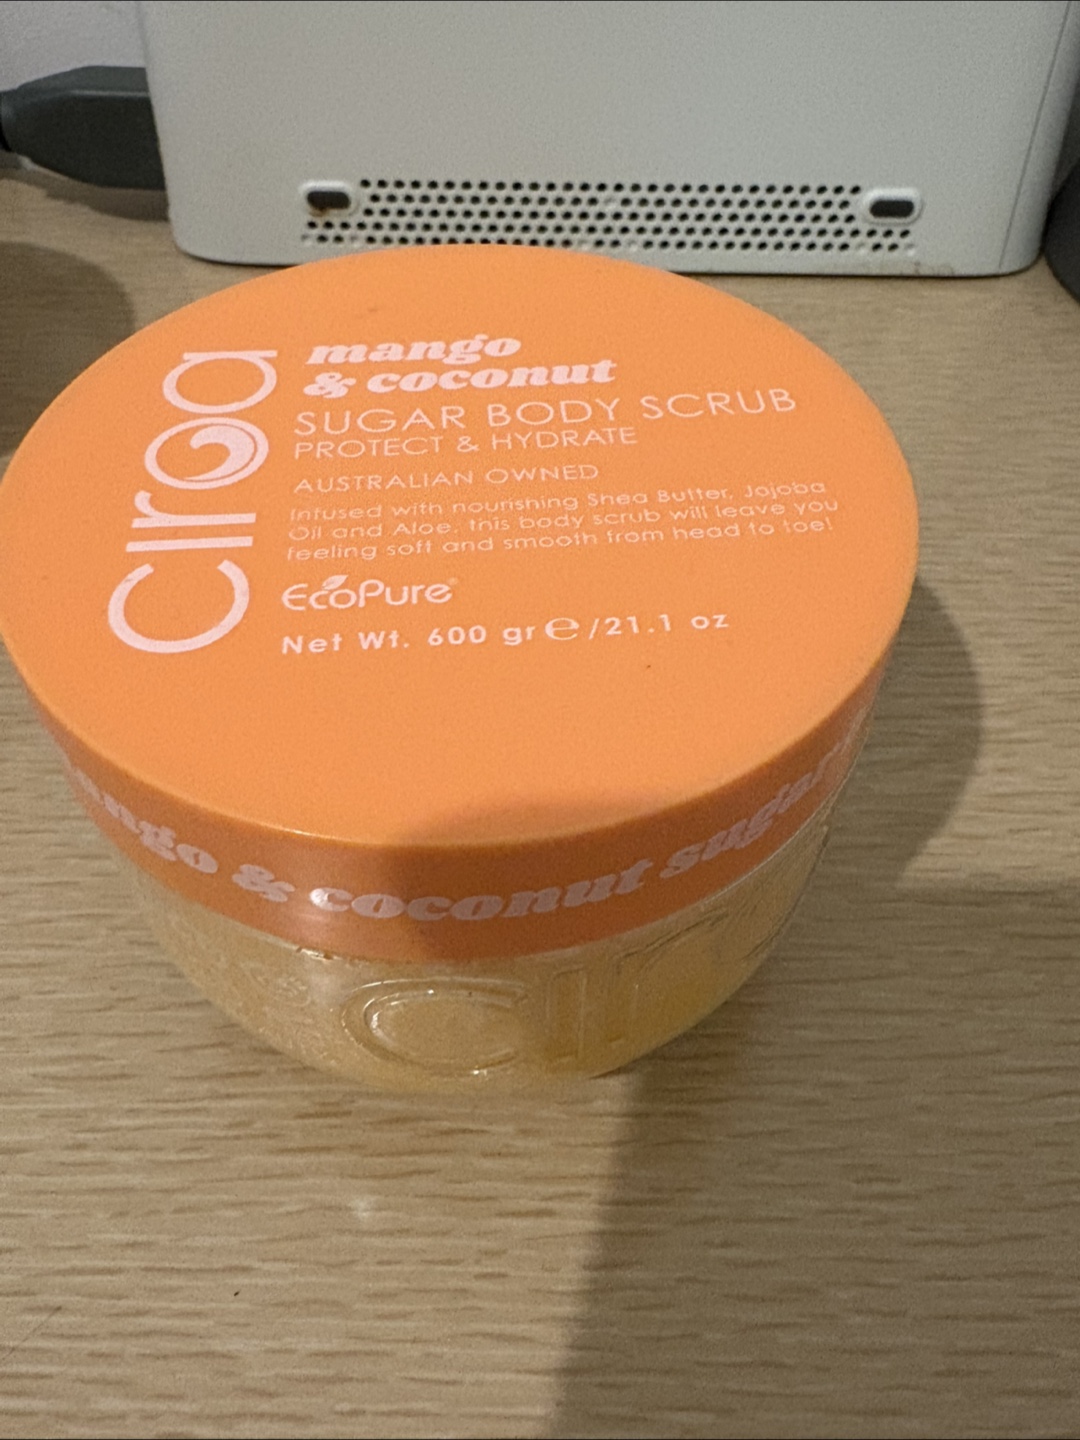 ciroa
mango
& coconut
SUGAR BODY SCRUB
PROTECT & HYDRATE
AUSTRALIAN OWNED
Infused with nourishing Shea Butter, Jojoba
Oil and Aloe, this body scrub will leave you
feeling soft and smooth from head to toe!
EcoPure®
Net Wt. 600 gr e /21.1 oz
mango & coconut sugar
cir